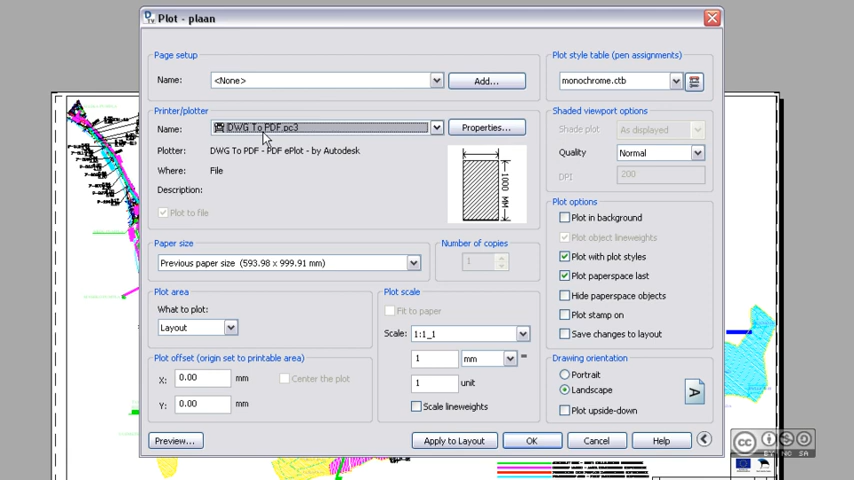 Plot - plaan
Page setup
Name:
<None>
Add...
Printer/plotter
Name:
DWG To PDF.pc3
Properties...
Plotter:
DWG To PDF - PDF ePlot - by Autodesk
Where:
File
Description:
Plot to file
1000 MM
Paper size
Previous paper size (593.98 x 999.91 mm)
Number of copies
1
Plot area
What to plot:
Layout
Plot scale
Fit to paper
Scale:
1:1_1
1
mm
=
1
unit
Scale lineweights
Plot offset (origin set to printable area)
X:
0.00
mm
Center the plot
Y:
0.00
mm
Plot style table (pen assignments)
monochrome.ctb
Shaded viewport options
Shade plot
As displayed
Quality
Normal
DPI
200
Plot options
Plot in background
Plot object lineweights
Plot with plot styles
Plot paperspace last
Hide paperspace objects
Plot stamp on
Save changes to layout
Drawing orientation
Portrait
Landscape
A
Plot upside-down
Preview...
Apply to Layout
OK
Cancel
Help
cc
BY NC SA